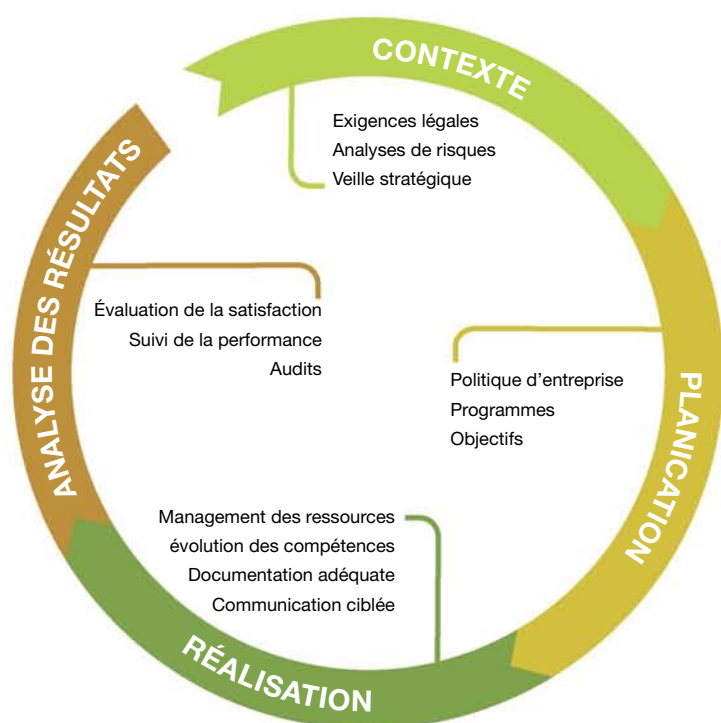 CONTEXTE
Exigences légales
Analyses de risques
Veille stratégique
PLANICATION
Politique d’entreprise
Programmes
Objectifs
RÉALISATION
Management des ressources
évolution des compétences
Documentation adéquate
Communication ciblée
ANALYSE DES RÉSULTATS
Évaluation de la satisfaction
Suivi de la performance
Audits